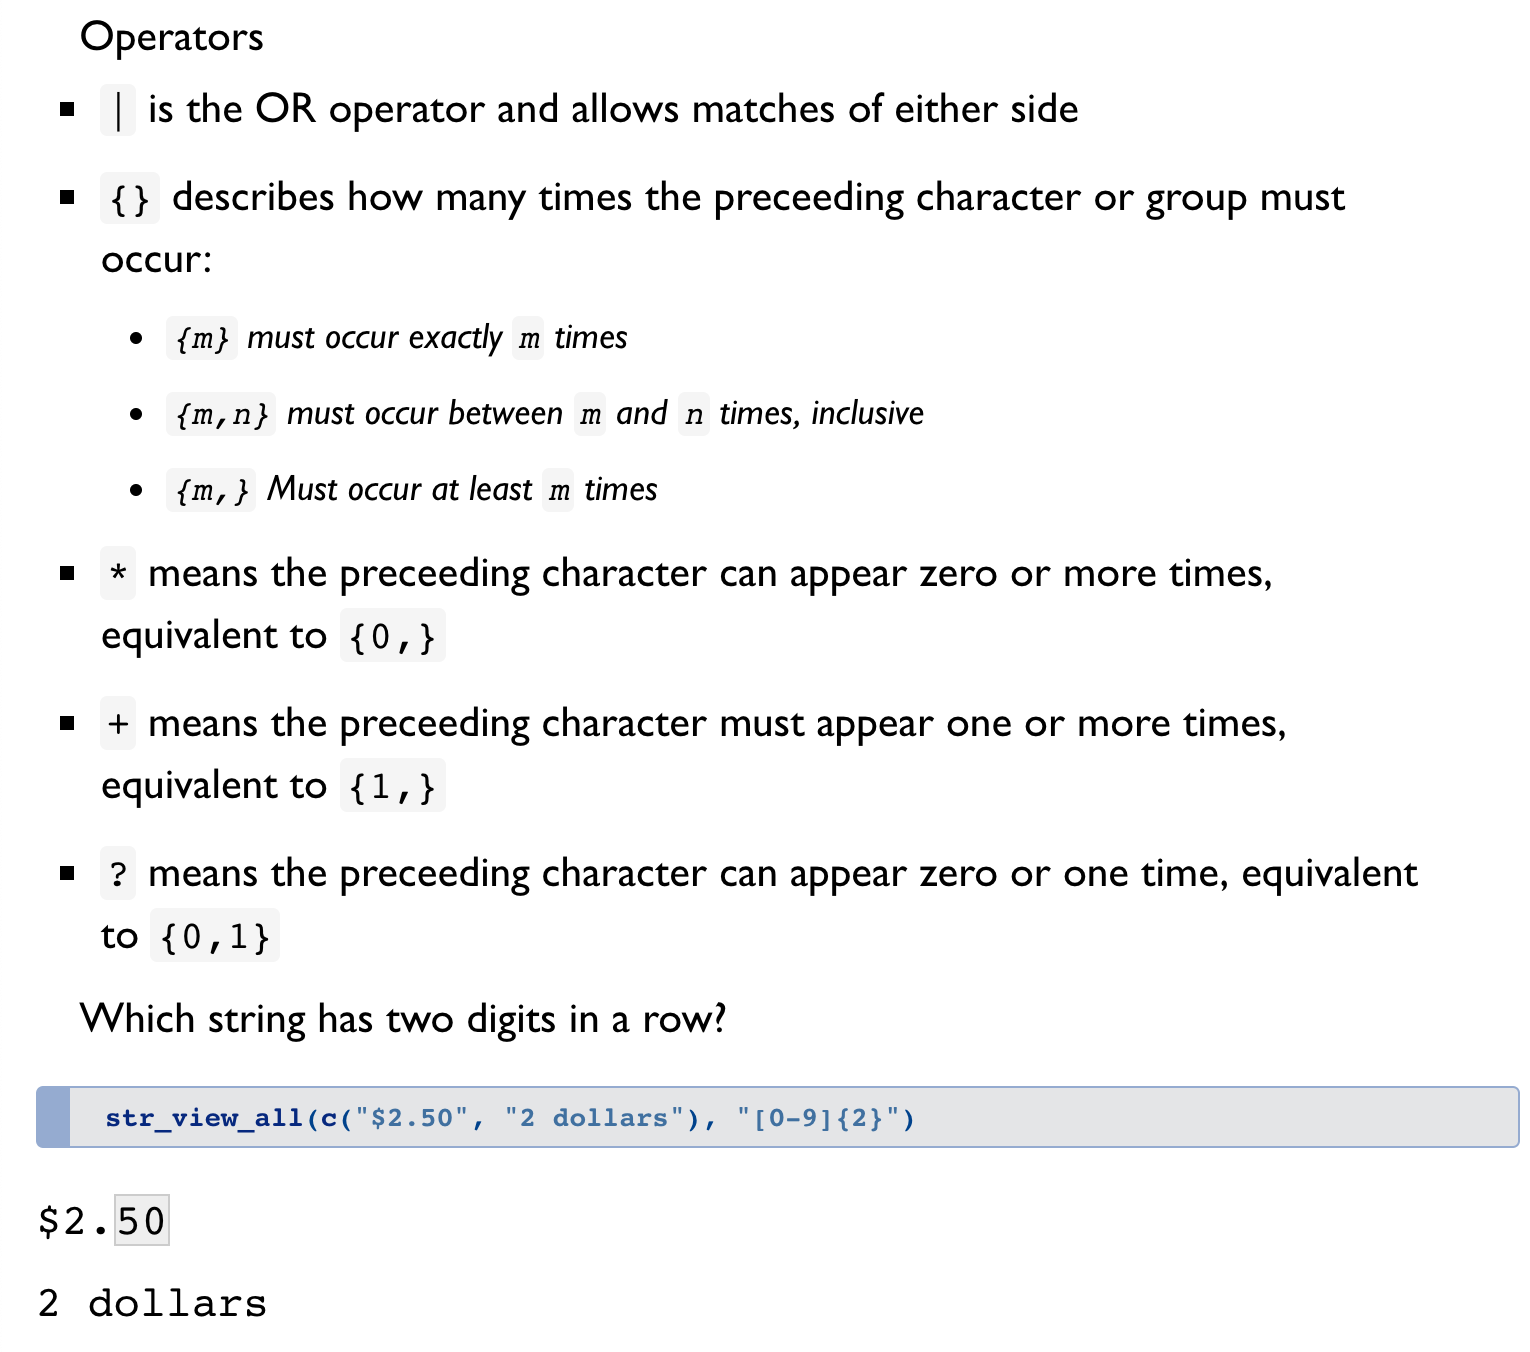 Operators
| is the OR operator and allows matches of either side
{} describes how many times the preceeding character or group must
occur:
{m} must occur exactly m times
{m,n} must occur between m and n times, inclusive
{m,} Must occur at least m times
* means the preceeding character can appear zero or more times,
equivalent to {0,}
+ means the preceeding character must appear one or more times,
equivalent to {1,}
? means the preceeding character can appear zero or one time, equivalent
to {0,1}
Which string has two digits in a row?
str_view_all(c("$2.50", "2 dollars"), "[0-9]{2}")
$2.50
2 dollars